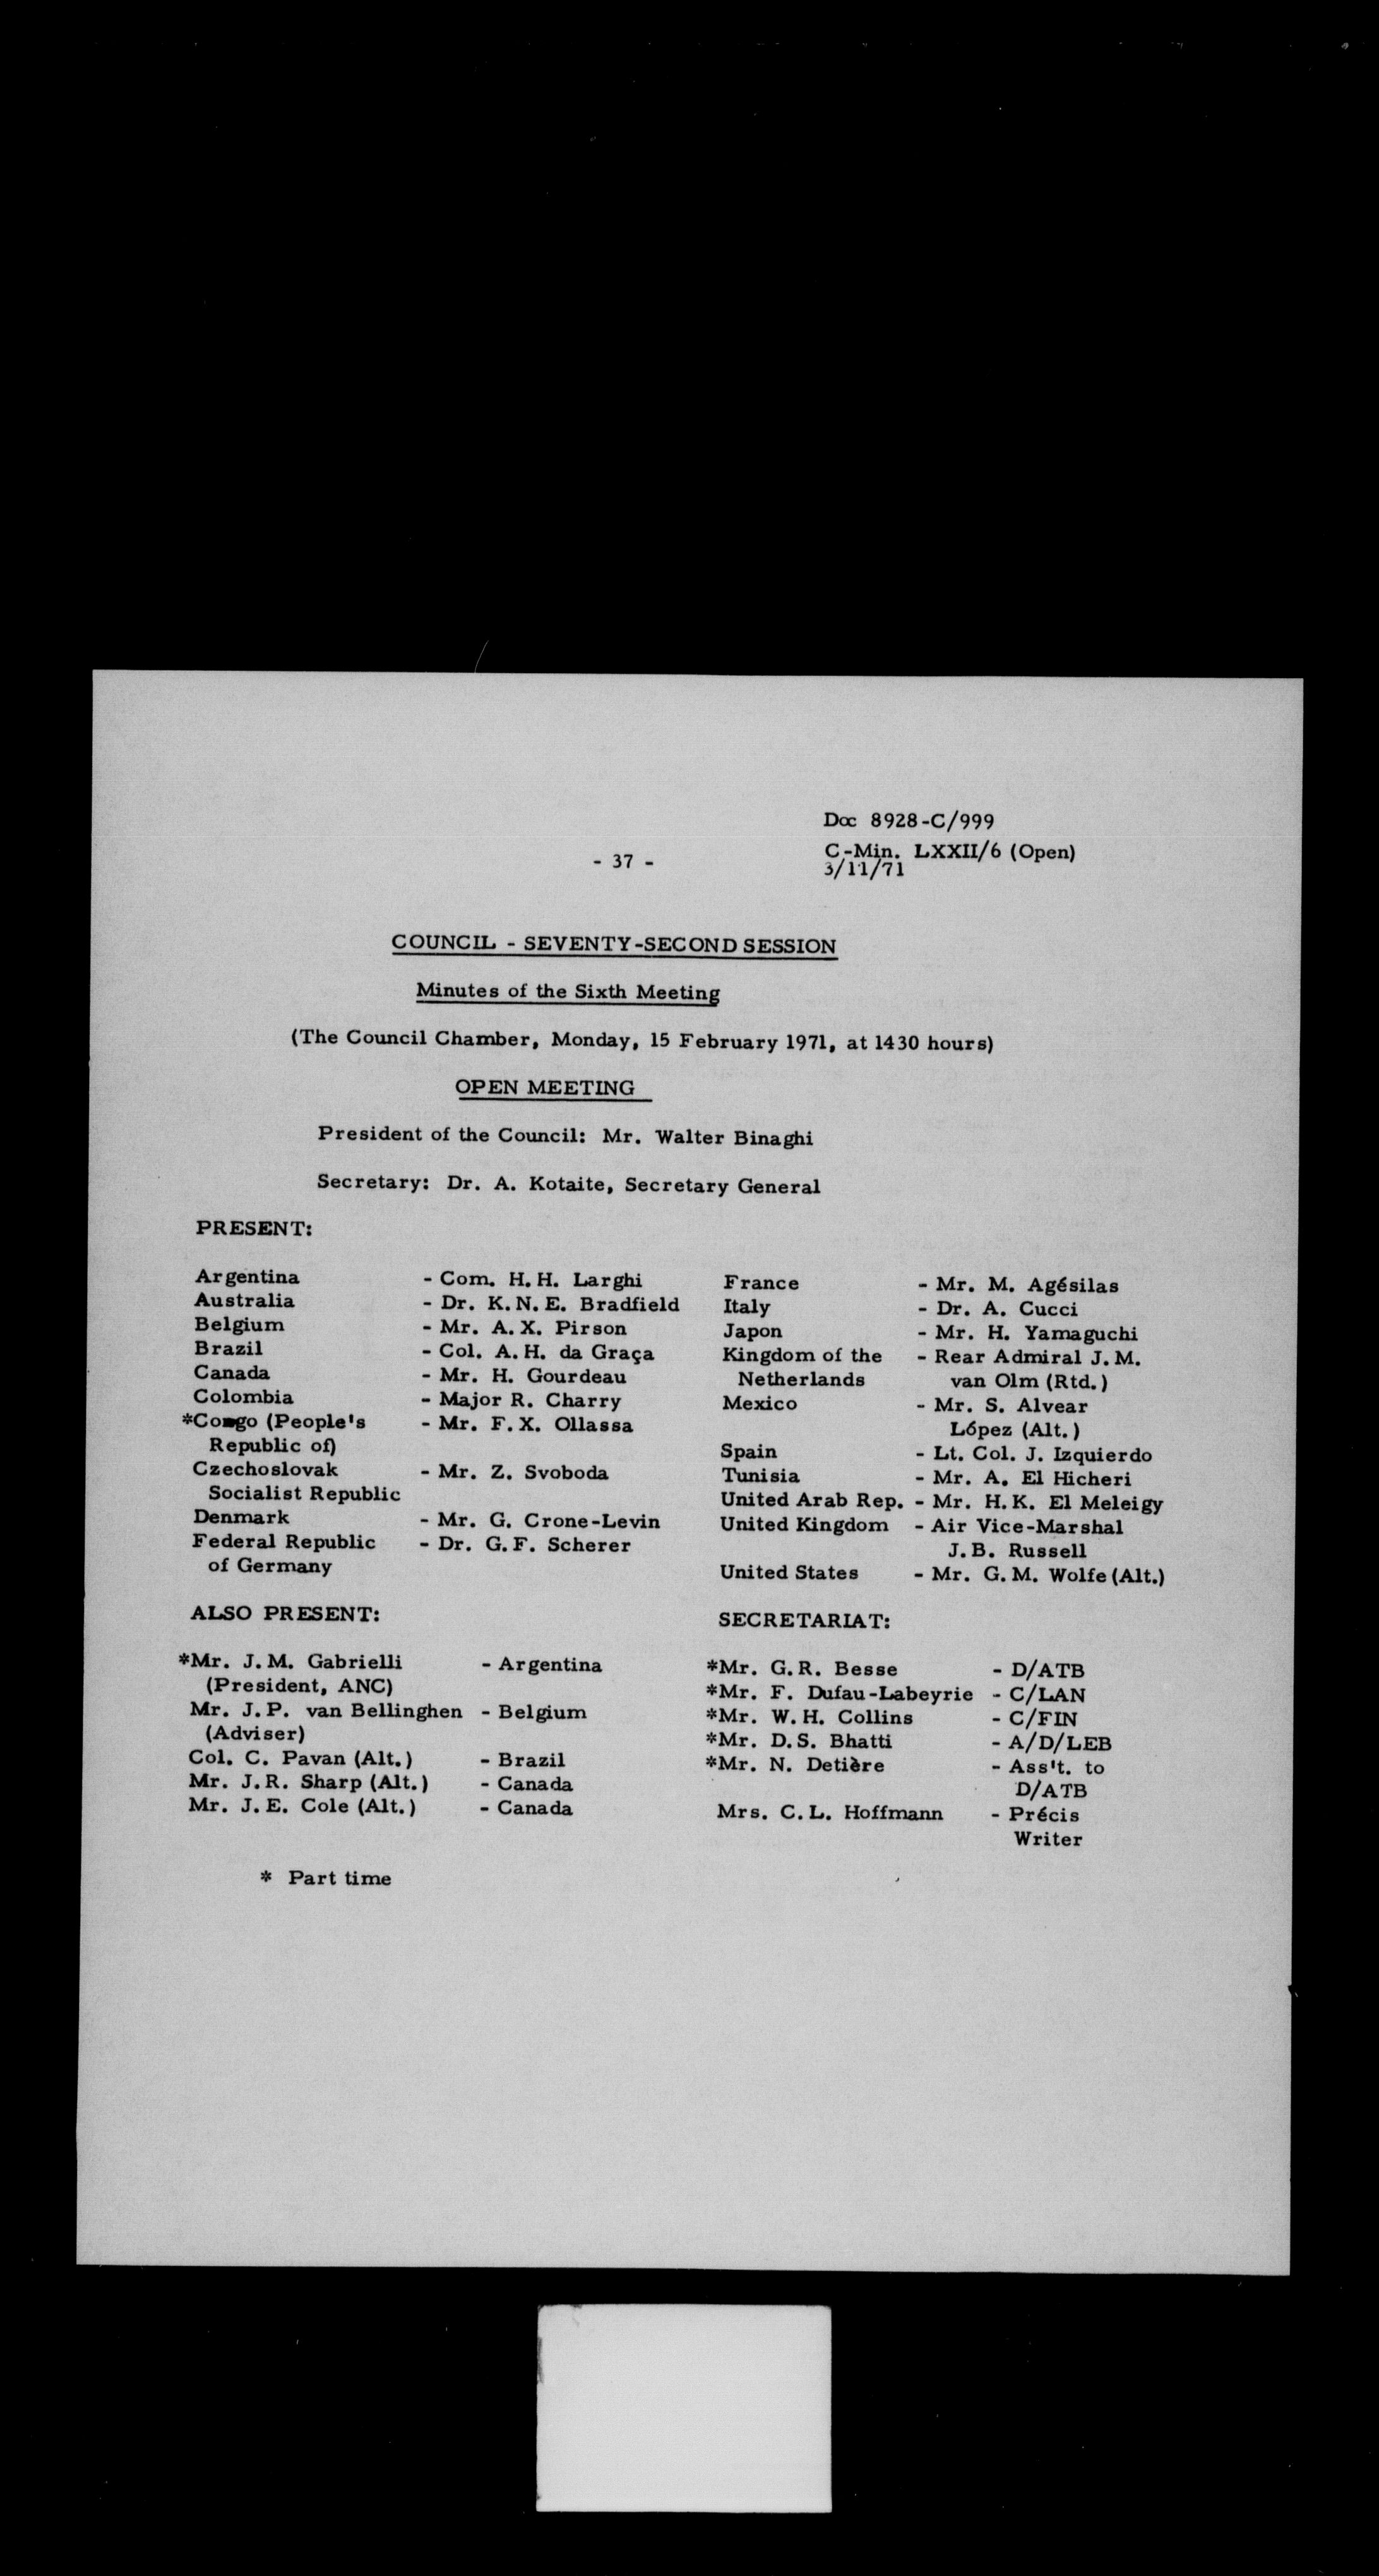 Doc 8928-C/999
- 37 -
C-Min. LXXII/6 (Open)
3/11/71
COUNCIL - SEVENTY-SECOND SESSION
Minutes of the Sixth Meeting
(The Council Chamber, Monday, 15 February 1971, at 1430 hours)
OPEN MEETING
President of the Council: Mr. Walter Binaghi
Secretary: Dr. A. Kotaite, Secretary General
PRESENT:
Argentina - Com. H.H. Larghi
Australia - Dr. K.N.E. Bradfield
Belgium - Mr. A.X. Pirson
Brazil - Col. A.H. da Graça
Canada - Mr. H. Gourdeau
Colombia - Major R. Charry
*Congo (People's - Mr. F.X. Ollassa
Republic of)
Czechoslovak - Mr. Z. Svoboda
Socialist Republic
Denmark - Mr. G. Crone-Levin
Federal Republic - Dr. G.F. Scherer
of Germany
France - Mr. M. Agésilas
Italy - Dr. A. Cucci
Japon - Mr. H. Yamaguchi
Kingdom of the - Rear Admiral J.M.
Netherlands van Olm (Rtd.)
Mexico - Mr. S. Alvear
López (Alt.)
Spain - Lt. Col. J. Izquierdo
Tunisia - Mr. A. El Hicheri
United Arab Rep. - Mr. H.K. El Meleigy
United Kingdom - Air Vice-Marshal
J.B. Russell
United States - Mr. G.M. Wolfe (Alt.)
ALSO PRESENT:
*Mr. J.M. Gabrielli - Argentina
(President, ANC)
Mr. J.P. van Bellinghen - Belgium
(Adviser)
Col. C. Pavan (Alt.) - Brazil
Mr. J.R. Sharp (Alt.) - Canada
Mr. J.E. Cole (Alt.) - Canada
SECRETARIAT:
*Mr. G.R. Besse - D/ATB
*Mr. F. Dufau-Labeyrie - C/LAN
*Mr. W.H. Collins - C/FIN
*Mr. D.S. Bhatti - A/D/LEB
*Mr. N. Detière - Ass't. to
D/ATB
Mrs. C.L. Hoffmann - Précis
Writer
* Part time